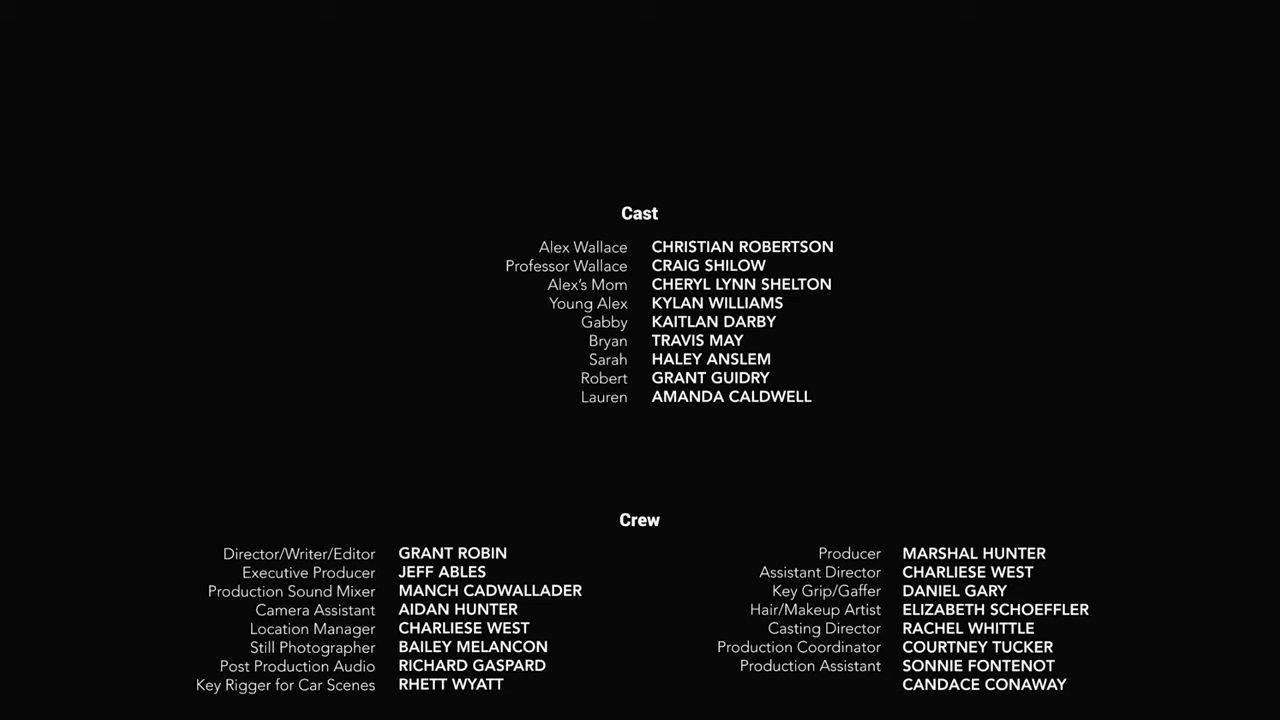 Cast
Alex Wallace CHRISTIAN ROBERTSON
Professor Wallace CRAIG SHILOW
Alex’s Mom CHERYL LYNN SHELTON
Young Alex KYLAN WILLIAMS
Gabby KAITLAN DARBY
Bryan TRAVIS MAY
Sarah HALEY ANSLEM
Robert GRANT GUIDRY
Lauren AMANDA CALDWELL
Crew
Director/Writer/Editor GRANT ROBIN
Executive Producer JEFF ABLES
Production Sound Mixer MANCH CADWALLADER
Camera Assistant AIDAN HUNTER
Location Manager CHARLIESE WEST
Still Photographer BAILEY MELANCON
Post Production Audio RICHARD GASPARD
Key Rigger for Car Scenes RHETT WYATT
Producer MARSHAL HUNTER
Assistant Director CHARLIESE WEST
Key Grip/Gaffer DANIEL GARY
Hair/Makeup Artist ELIZABETH SCHOEFFLER
Casting Director RACHEL WHITTLE
Production Coordinator COURTNEY TUCKER
Production Assistant SONNIE FONTENOT
CANDACE CONAWAY